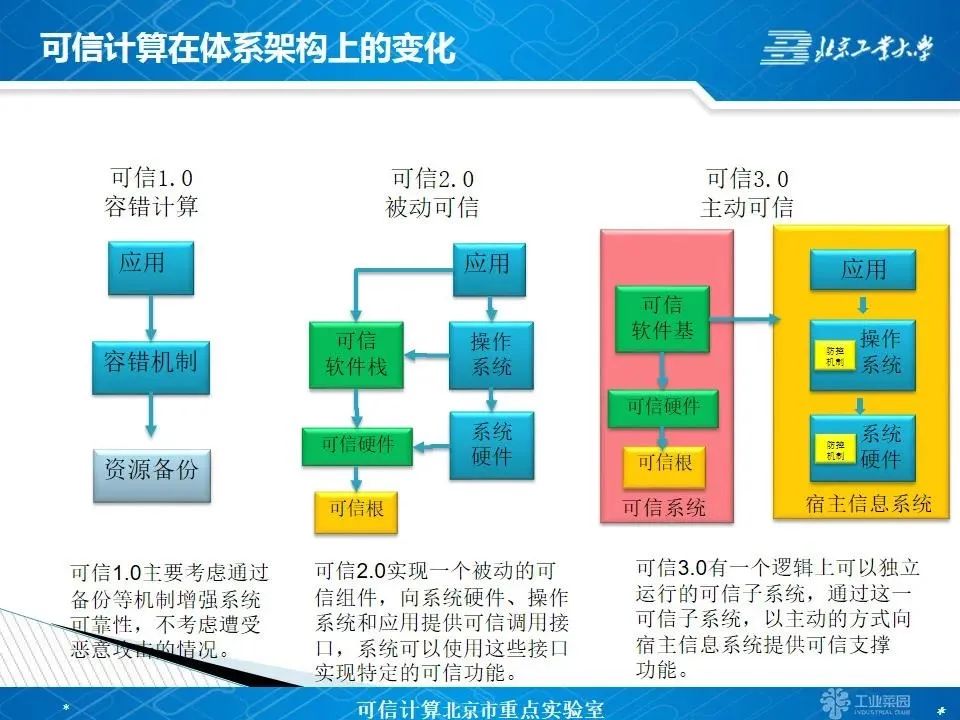 可信计算在体系架构上的变化
北京工业大学
可信1.0
容错计算
应用
容错机制
资源备份
可信1.0主要考虑通过
备份等机制增强系统
可靠性，不考虑遭受
恶意攻击的情况。
可信2.0
被动可信
应用
可信
软件栈
操作
系统
可信硬件
系统
硬件
可信根
可信2.0实现一个被动的可
信组件，向系统硬件、操作
系统和应用提供可信调用接
口，系统可以使用这些接口
实现特定的可信功能。
可信3.0
主动可信
可信
软件基
可信硬件
可信根
可信系统
应用
操作
系统
防控
机制
系统
硬件
防控
机制
宿主信息系统
可信3.0有一个逻辑上可以独立
运行的可信子系统，通过这一
可信子系统，以主动的方式向
宿主信息系统提供可信支撑
功能。
*
可信计算北京市重点实验室
工业菜园
INDUSTRIAL CLUB
*